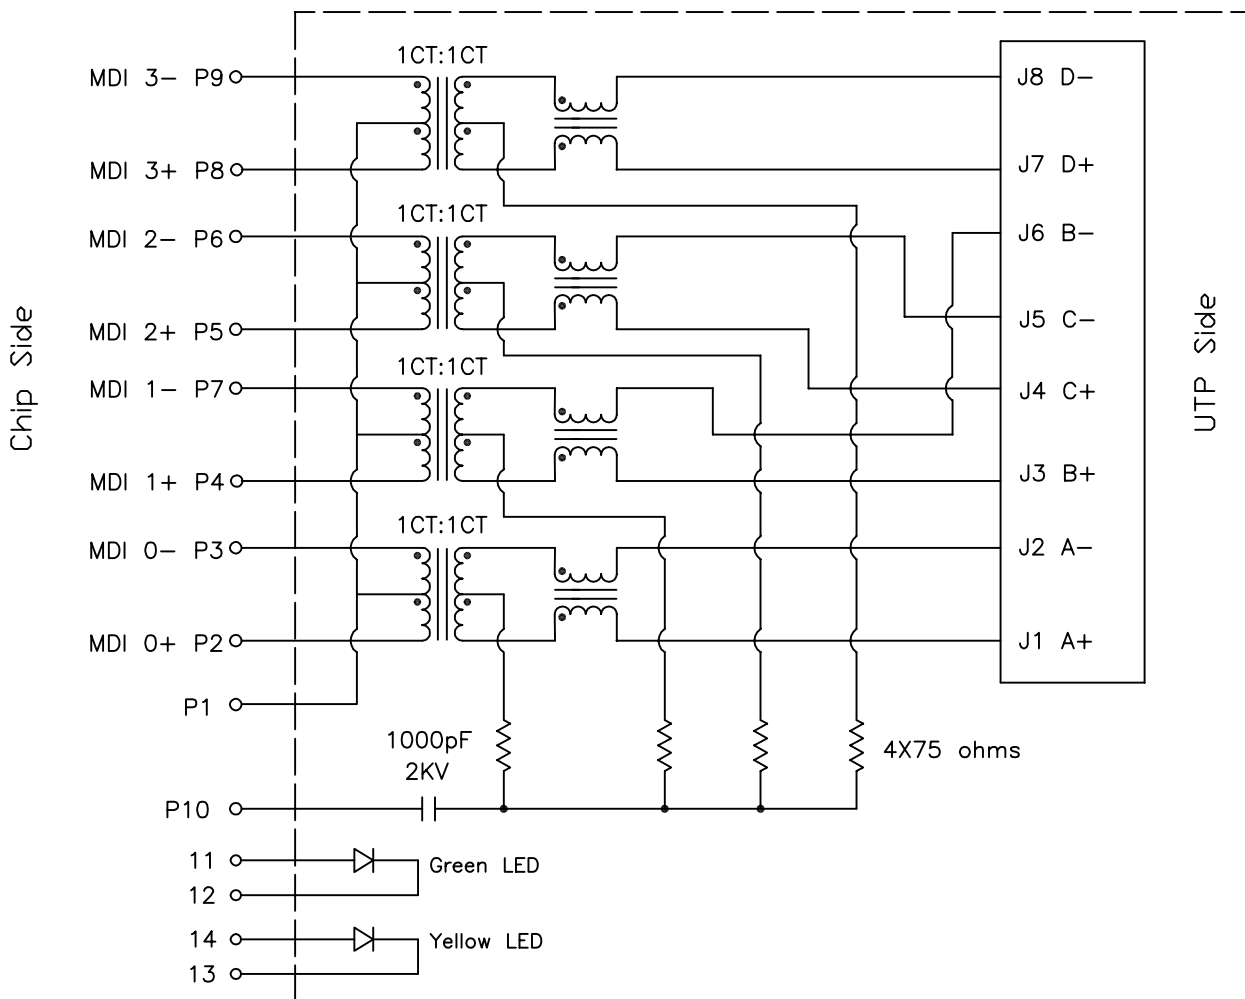 1CT:1CT
MDI 3- P9
J8 D-
MDI 3+ P8
J7 D+
1CT:1CT
MDI 2- P6
J6 B-
Chip Side
UTP Side
MDI 2+ P5
J5 C-
1CT:1CT
MDI 1- P7
J4 C+
MDI 1+ P4
J3 B+
1CT:1CT
MDI 0- P3
J2 A-
MDI 0+ P2
J1 A+
P1
1000pF
2KV
4X75 ohms
P10
11
Green LED
12
14
Yellow LED
13